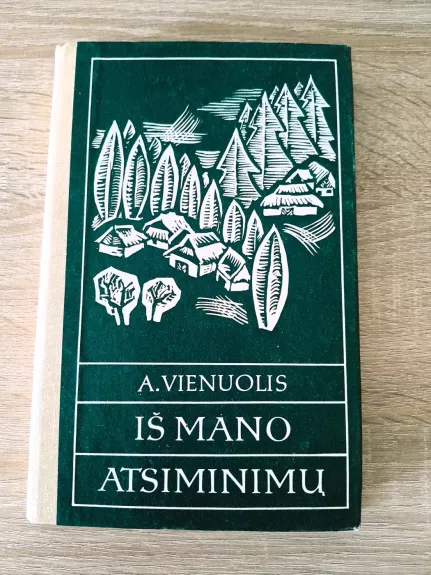 A. VIENUOLIS
IŠ MANO
ATSIMINIMŲ